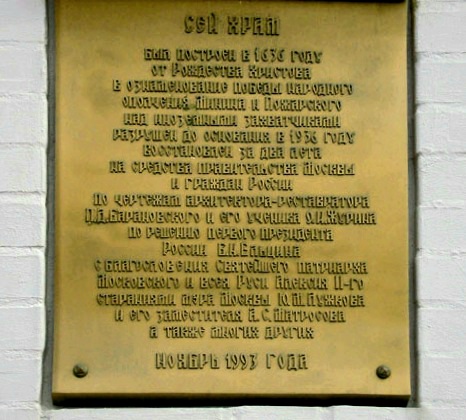 СЕЙ ХРАМ
БЫЛ ПОСТРОЕН В 1636 ГОДУ
ОТ РОЖДЕСТВА ХРИСТОВА
В ОЗНАМЕНОВАНИЕ ПОБЕДЫ НАРОДНОГО
ОПОЛЧЕНИЯ МИНИНА И ПОЖАРСКОГО
НАД ИНОЗЕМНЫМИ ЗАХВАТЧИКАМИ
РАЗРУШЕН ДО ОСНОВАНИЯ В 1936 ГОДУ
ВОССТАНОВЛЕН ЗА ДВА ЛЕТА
НА СРЕДСТВА ПРАВИТЕЛЬСТВА МОСКВЫ
И ГРАЖДАН РОССИИ
ПО ЧЕРТЕЖАМ АРХИТЕКТОРА-РЕСТАВРАТОРА
П.Д.БАРАНОВСКОГО И ЕГО УЧЕНИКА О.И.ЖУРИНА
ПО РЕШЕНИЮ ПЕРВОГО ПРЕЗИДЕНТА
РОССИИ Б.Н.ЕЛЬЦИНА
С БЛАГОСЛОВЕНИЯ СВЯТЕЙШЕГО ПАТРИАРХА
МОСКОВСКОГО И ВСЕЯ РУСИ АЛЕКСИЯ II-ГО
СТАРАНИЯМИ МЭРА МОСКВЫ Ю.М.ЛУЖКОВА
И ЕГО ЗАМЕСТИТЕЛЯ А.С.МАТРОСОВА
А ТАКЖЕ МНОГИХ ДРУГИХ
НОЯБРЬ 1993 ГОДА